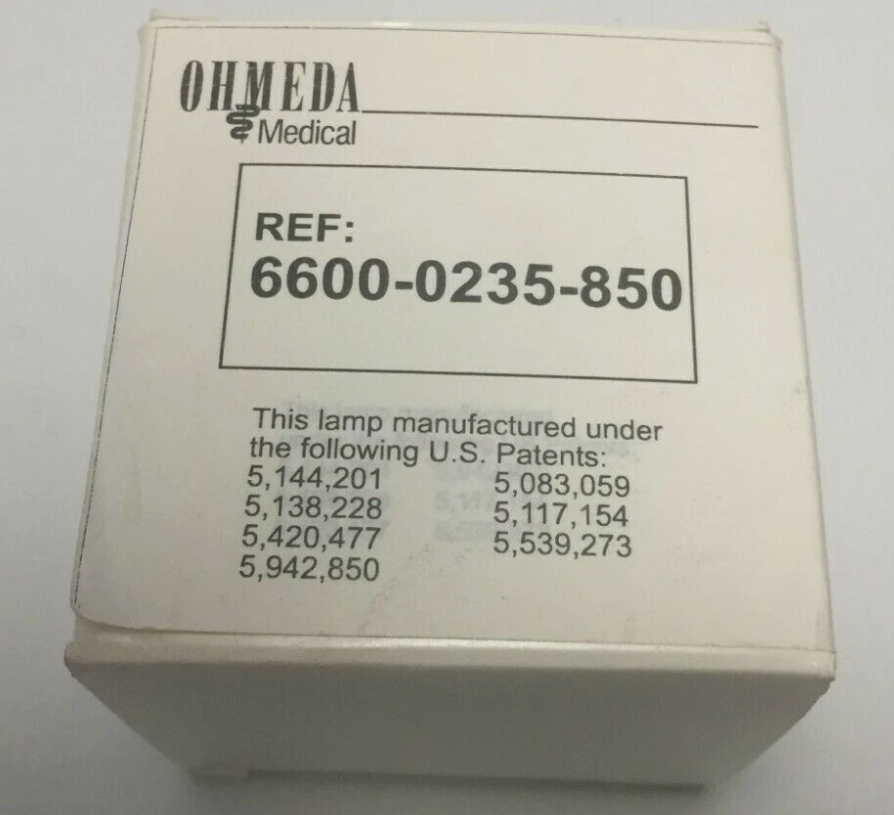 OHMEDA
Medical
REF:
6600-0235-850
This lamp manufactured under
the following U.S. Patents:
5,144,201 5,083,059
5,138,228 5,117,154
5,420,477 5,539,273
5,942,850